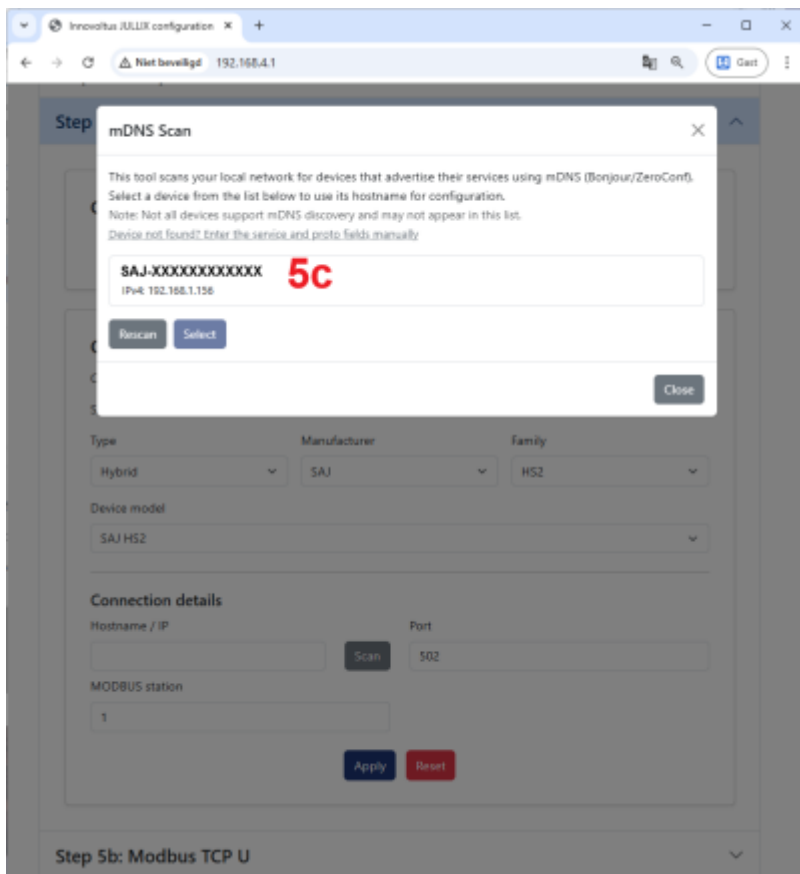 Innovoltus JULLIX configuration
Niet beveiligd 192.168.4.1
Gast
Step
mDNS Scan
This tool scans your local network for devices that advertise their services using mDNS (Bonjour/ZeroConf).
Select a device from the list below to use its hostname for configuration.
Note: Not all devices support mDNS discovery and may not appear in this list.
Device not found? Enter the service and proto fields manually
SAJ-XXXXXXXXXXXX 5c
IPv4: 192.168.1.156
Rescan Select
Close
Type Manufacturer Family
Hybrid SAJ HS2
Device model
SAJ HS2
Connection details
Hostname / IP Port
Scan 502
MODBUS station
1
Apply Reset
Step 5b: Modbus TCP U